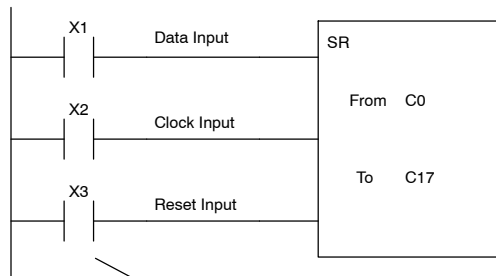 X1
Data Input
SR
From C0
X2
Clock Input
To C17
X3
Reset Input